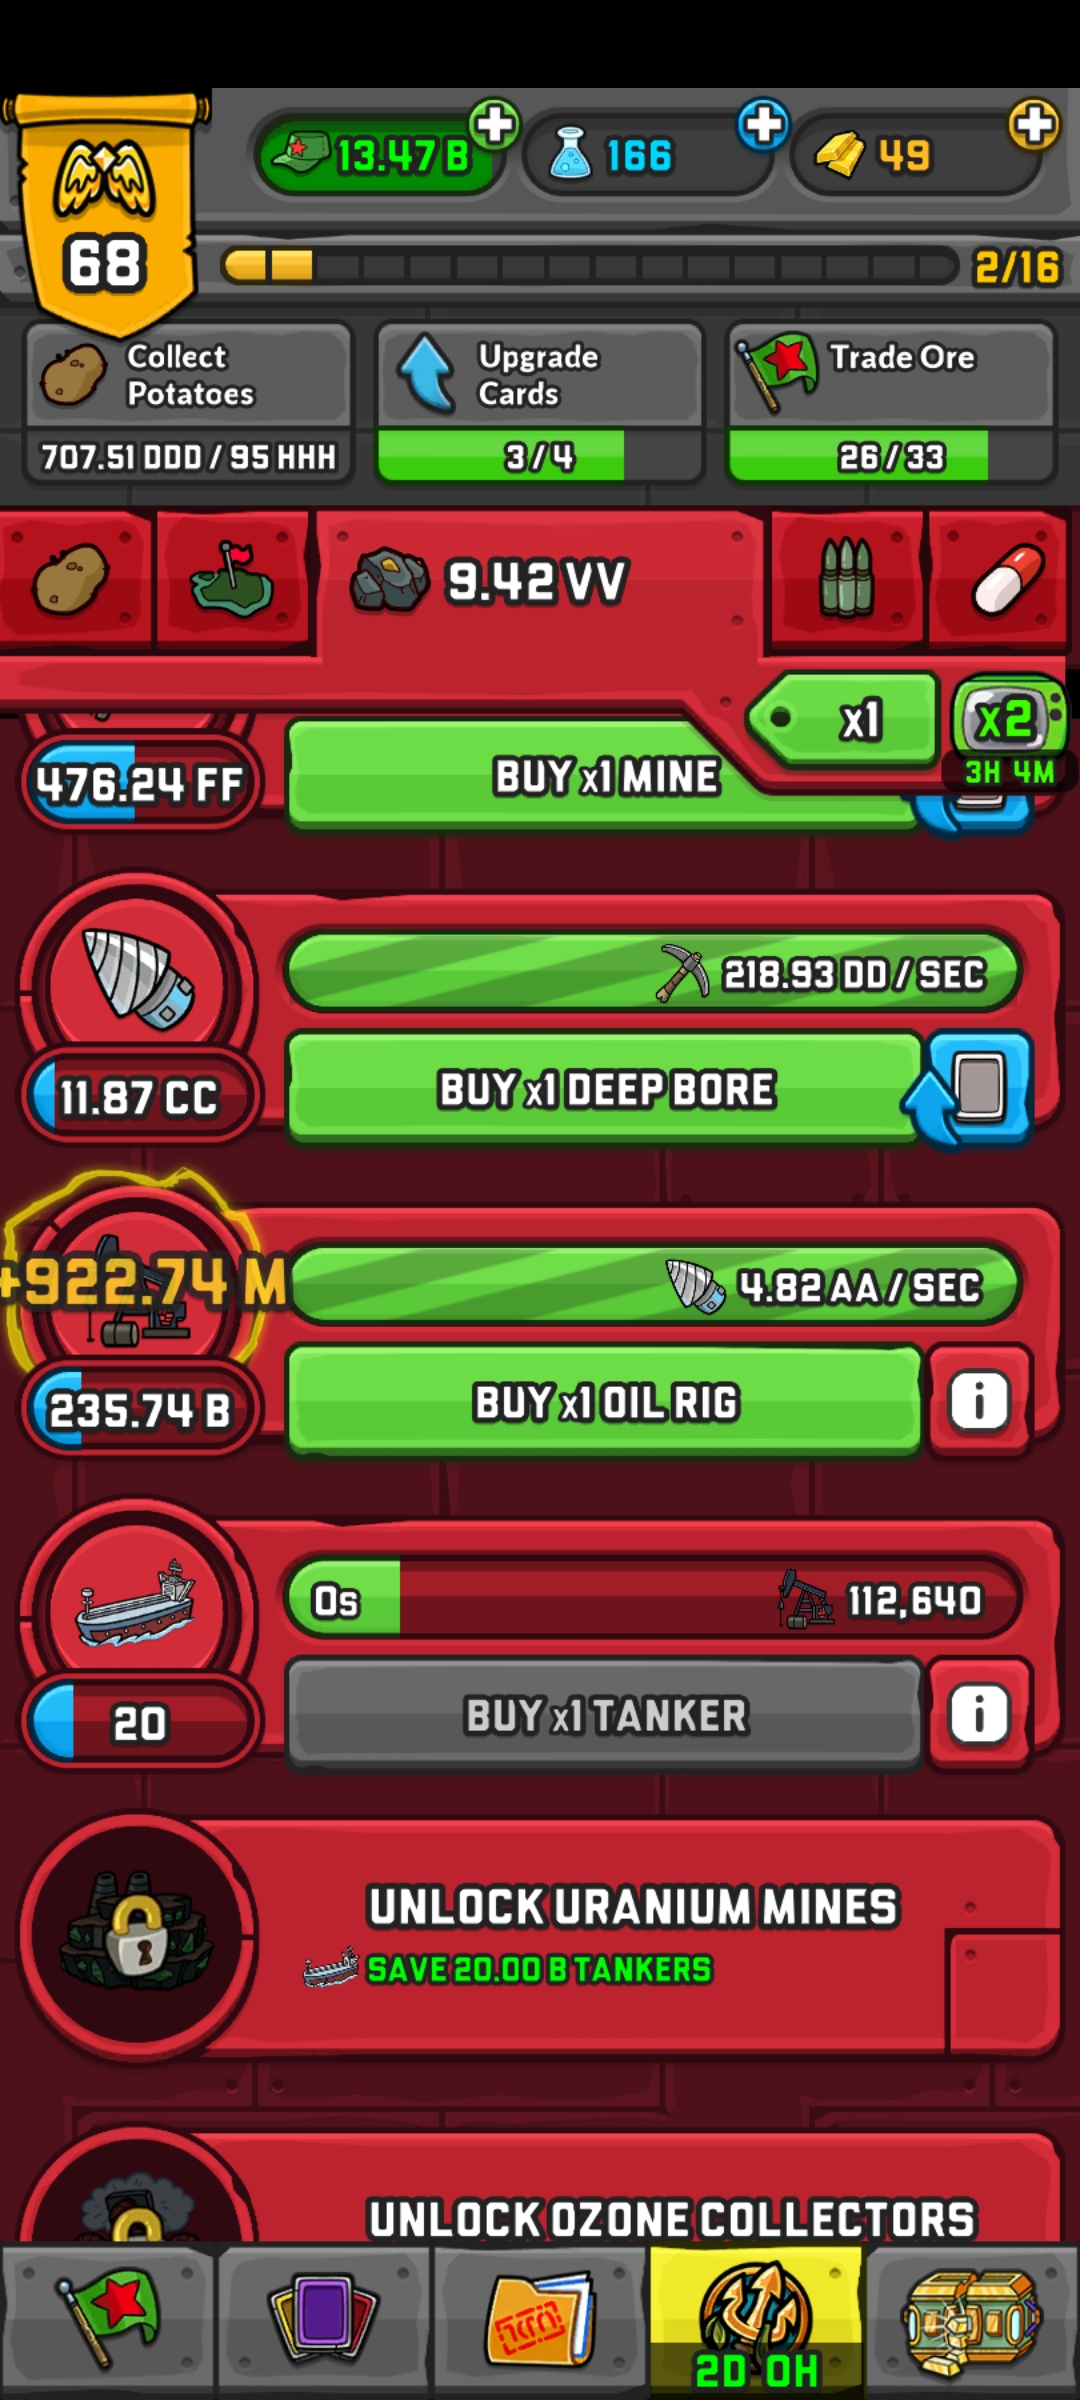 13.47 B
166
49
68
2/16
Collect
Potatoes
Upgrade
Cards
Trade Ore
707.51 DDD / 95 HHH
3/4
26/33
9.42 VV
x1
x2
3H 4M
476.24 FF
BUY x1 MINE
218.93 DD / SEC
11.87 CC
BUY x1 DEEP BORE
+922.74 M
4.82 AA / SEC
235.74 B
BUY x1 OIL RIG
i
0s
112,640
20
BUY x1 TANKER
i
UNLOCK URANIUM MINES
SAVE 20.00 B TANKERS
UNLOCK OZONE COLLECTORS
2D 0H